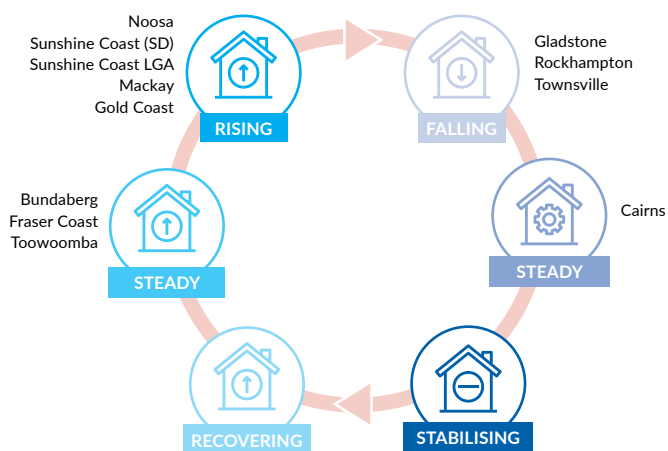 Noosa
Sunshine Coast (SD)
Sunshine Coast LGA
Mackay
Gold Coast
RISING
Gladstone
Rockhampton
Townsville
FALLING
Bundaberg
Fraser Coast
Toowoomba
STEADY
Cairns
STEADY
RECOVERING
STABILISING